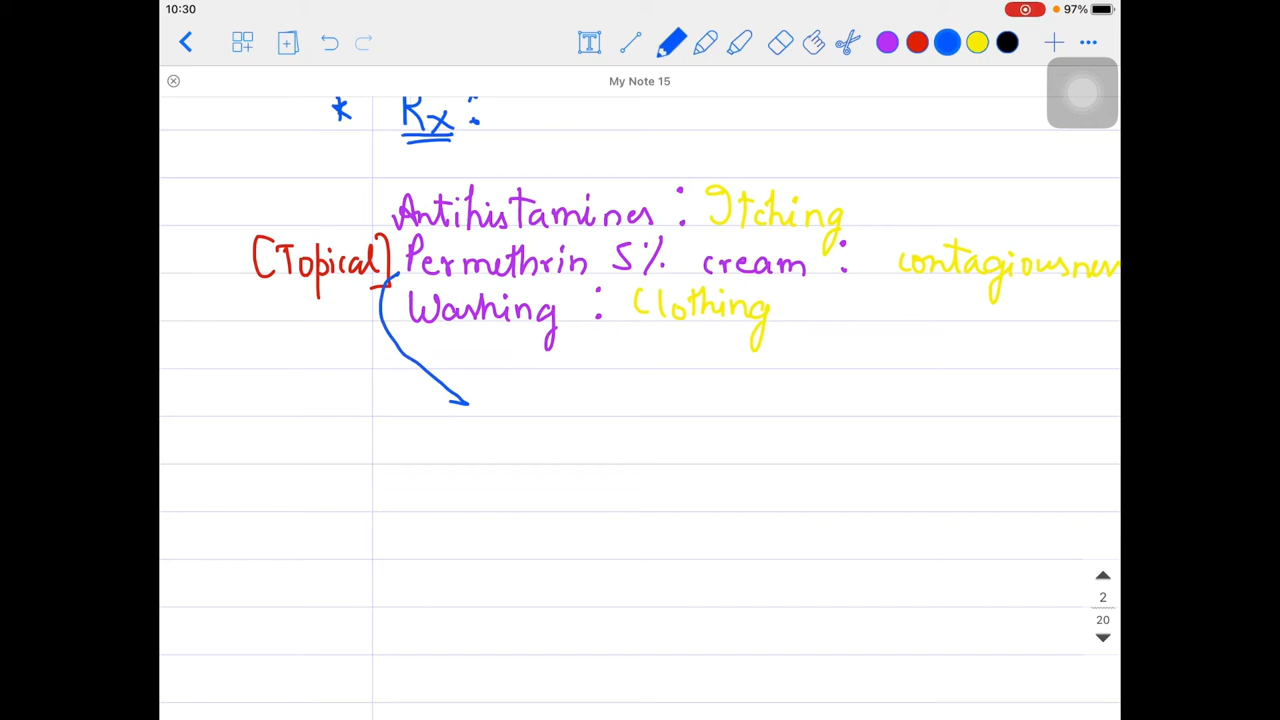 10:30
97%
My Note 15
* Rx :
Antihistamines : Itching
[Topical] Permethrin 5% cream : contagiousness
Washing : Clothing
2
20